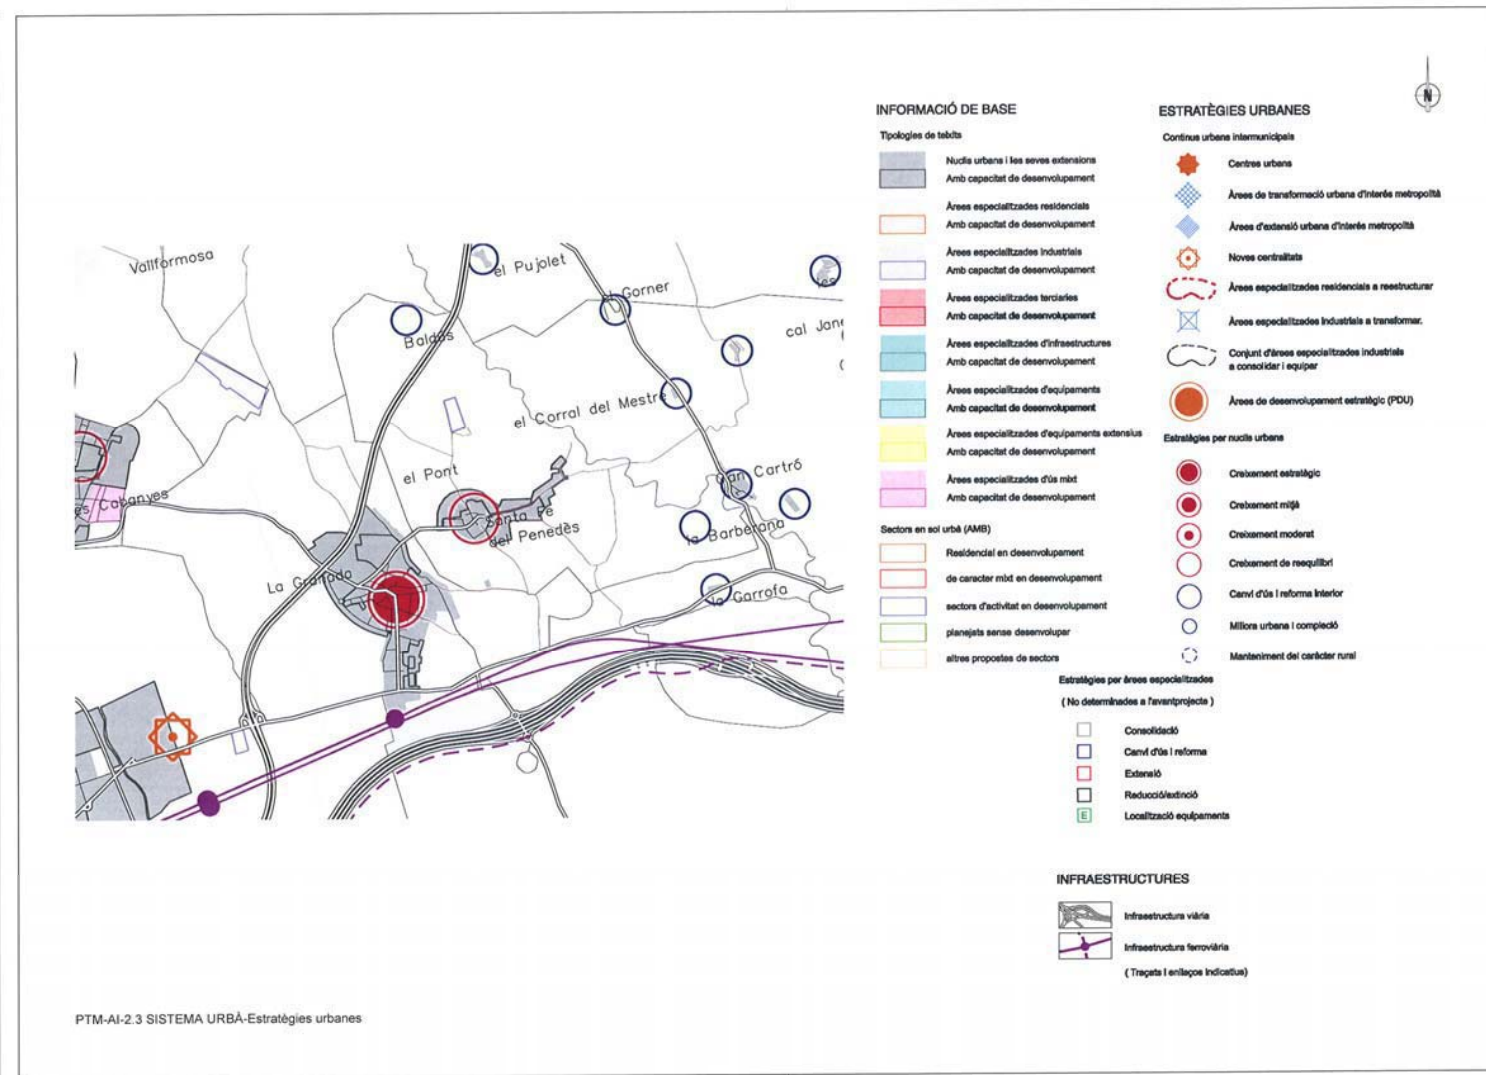 N
INFORMACIÓ DE BASE
Tipologies de teixits
Nuclis urbans i les seves extensions
Amb capacitat de desenvolupament
Àrees especialitzades residencials
Amb capacitat de desenvolupament
Àrees especialitzades industrials
Amb capacitat de desenvolupament
Àrees especialitzades terciaries
Amb capacitat de desenvolupament
Àrees especialitzades d'infraestructures
Amb capacitat de desenvolupament
Àrees especialitzades d'equipaments
Amb capacitat de desenvolupament
Àrees especialitzades d'equipaments extensius
Amb capacitat de desenvolupament
Àrees especialitzades d'ús mixt
Amb capacitat de desenvolupament
Sectors en sol urbà (AMB)
Residencial en desenvolupament
de caracter mixt en desenvolupament
sectors d'activitat en desenvolupament
planejats sense desenvolupar
altres propostes de sectors
ESTRATÈGIES URBANES
Continus urbans intermunicipals
Centres urbans
Àrees de transformació urbana d'interés metropolità
Àrees d'extensió urbana d'interés metropolità
Noves centralitats
Àrees especialitzades residencials a reestructurar
Àrees especialitzades industrials a transformar.
Conjunt d'àrees especialitzades industrials
a consolidar i equipar
Àrees de desenvolupament estratègic (PDU)
Estratègies per nuclis urbans
Creixement estratègic
Creixement mitjà
Creixement moderat
Creixement de reequilibri
Canvi d'ús i reforma interior
Millora urbana i compleció
Manteniment del caràcter rural
Estratègies per àrees especialitzades
( No determinades a l'avantprojecte )
Consolidació
Canvi d'ús i reforma
Extensió
Reducció/extinció
E Localització equipaments
INFRAESTRUCTURES
Infraestructura viària
Infraestructura ferroviària
( Traçats i enllaços indicatius)
Vallformosa
el Pujolet
el Gorner
les
Baldús
cal Jane
el Corral del Mestre
el Pont
Can Cartró
es Cabanyes
Santa Fe
del Penedès
la Barberana
La Granada
la Garrofa
PTM-AI-2.3 SISTEMA URBÀ-Estratègies urbanes